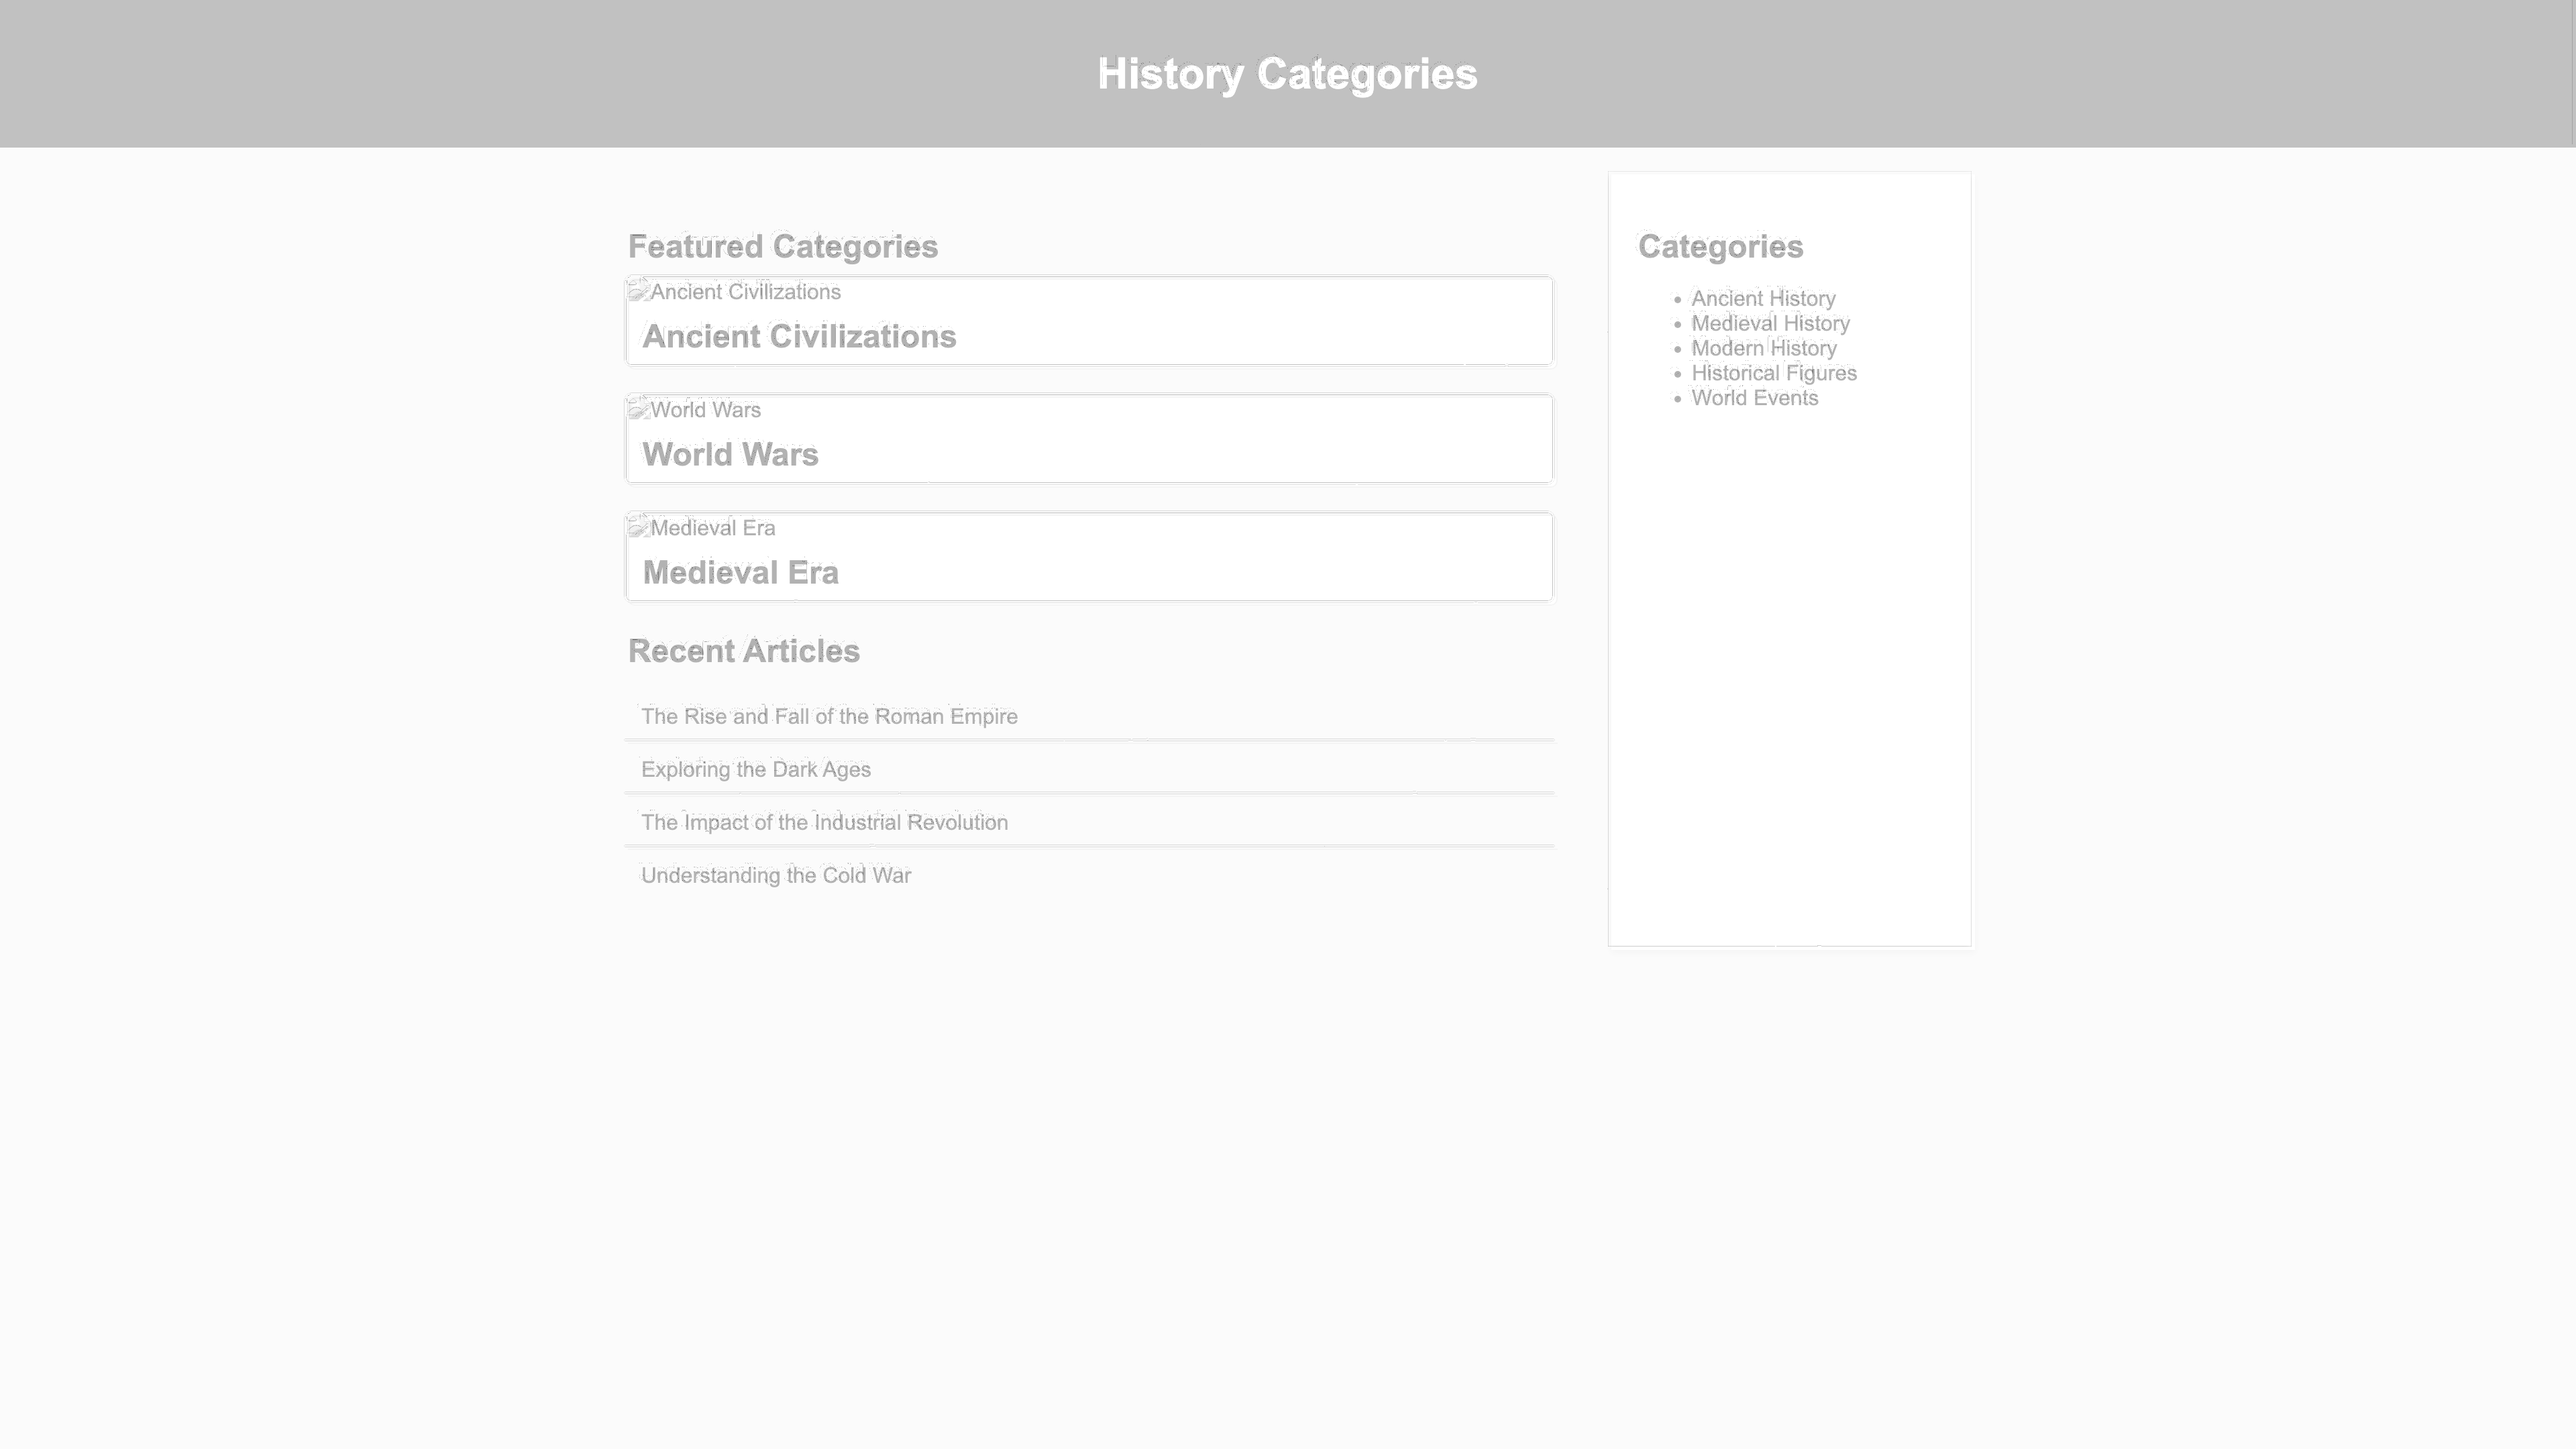 History Categories
Featured Categories
Ancient Civilizations
Ancient Civilizations
World Wars
World Wars
Medieval Era
Medieval Era
Recent Articles
The Rise and Fall of the Roman Empire
Exploring the Dark Ages
The Impact of the Industrial Revolution
Understanding the Cold War
Categories
Ancient History
Medieval History
Modern History
Historical Figures
World Events